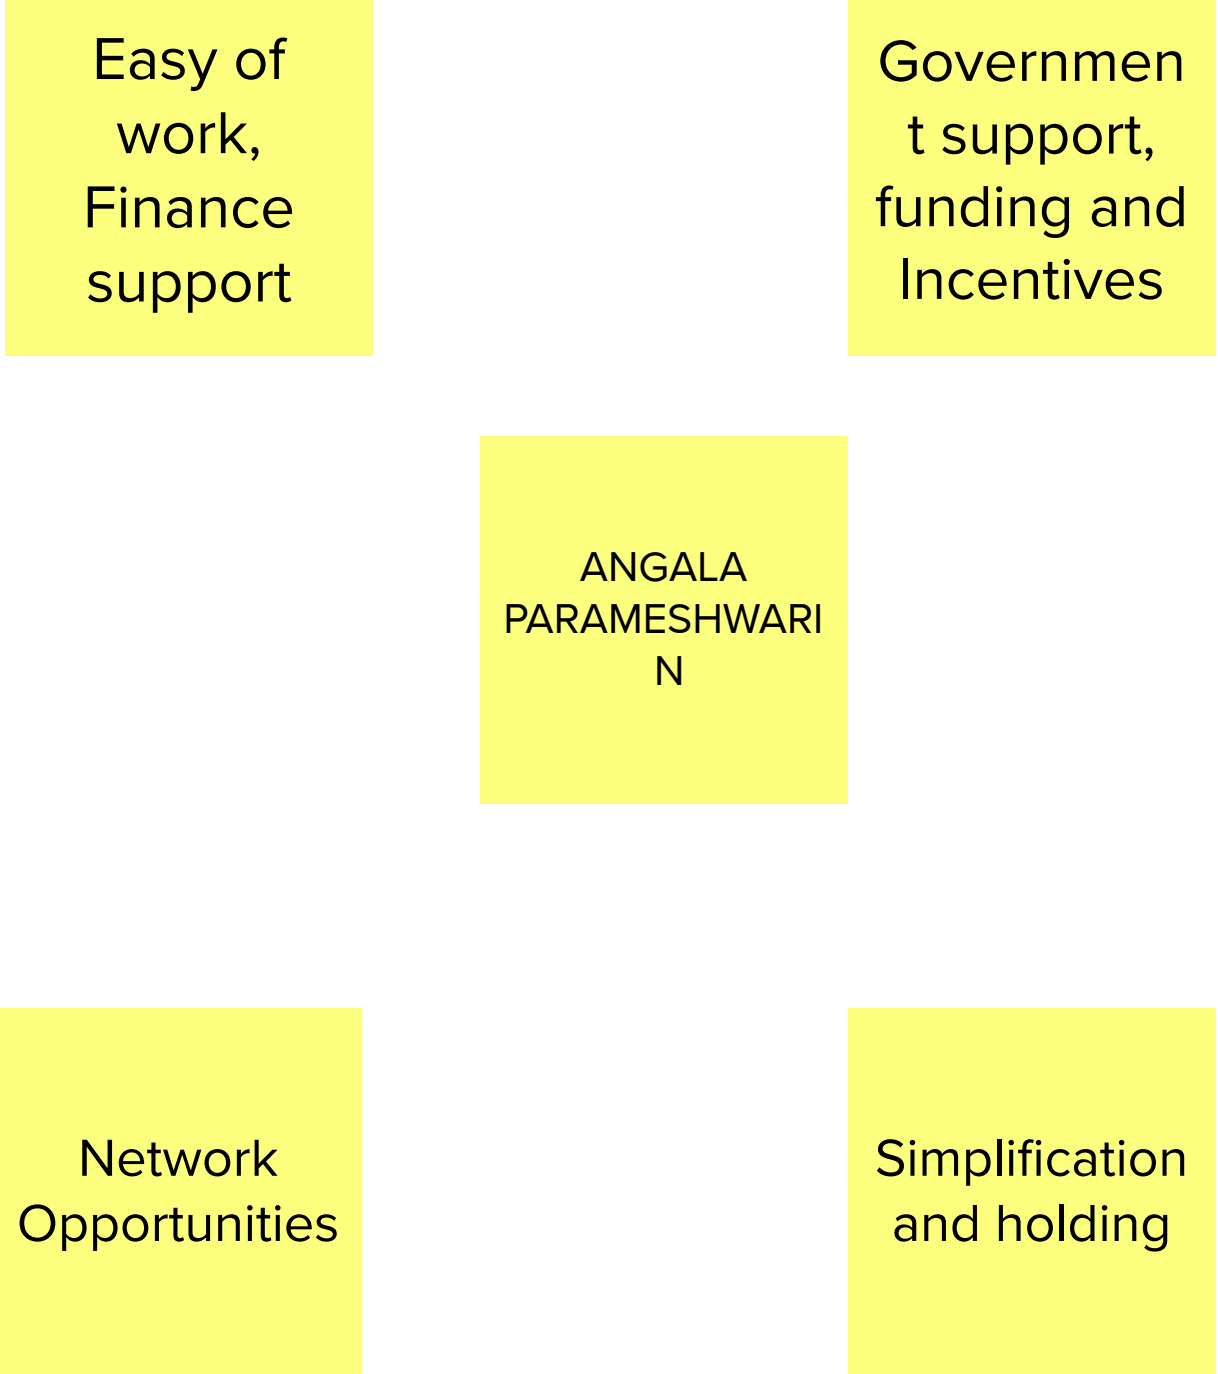 Easy of
work,
Finance
support
Governmen
t support,
funding and
Incentives
ANGALA
PARAMESHWARI
N
Network
Opportunities
Simplification
and holding